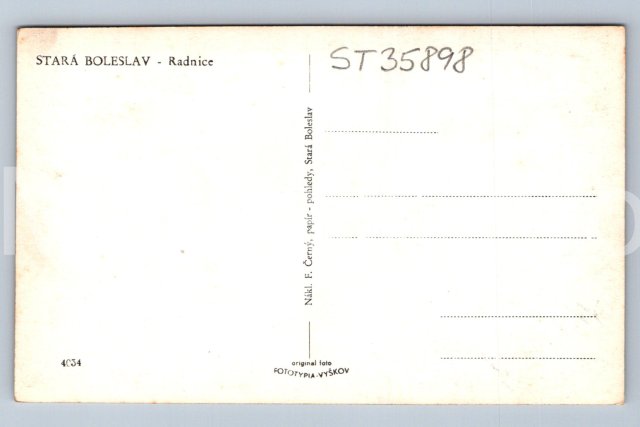 STARÁ BOLESLAV - Radnice
ST35898
Nákl. F. Černý, papír - pohledy, Stará Boleslav
4034
original foto
FOTOTYPIA-VYŠKOV